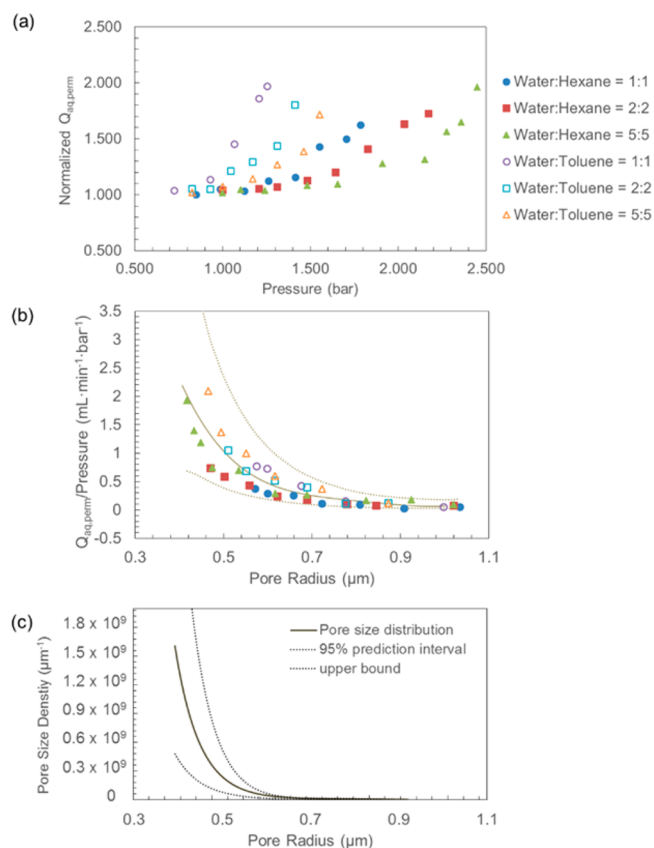 (a)
2.500
2.000
1.500
1.000
0.500
Normalized Qaq,perm
0.500 1.000 1.500 2.000 2.500
Pressure (bar)
Water:Hexane = 1:1
Water:Hexane = 2:2
Water:Hexane = 5:5
Water:Toluene = 1:1
Water:Toluene = 2:2
Water:Toluene = 5:5
(b)
3.5
3
2.5
2
1.5
1
0.5
0
-0.5
Qaq,perm/Pressure (mL·min⁻¹·bar⁻¹)
0.3 0.5 0.7 0.9 1.1
Pore Radius (µm)
(c)
1.8 x 10⁹
1.5 x 10⁹
1.2 x 10⁹
0.9 x 10⁹
0.6 x 10⁹
0.3 x 10⁹
0
Pore Size Denstiy (µm⁻¹)
Pore size distribution
95% prediction interval
upper bound
0.3 0.5 0.7 0.9 1.1
Pore Radius (µm)